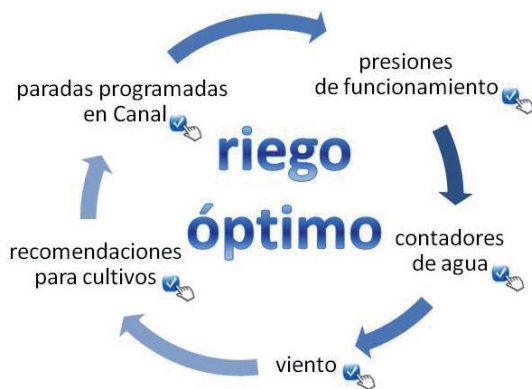 presiones
de funcionamiento
paradas programadas
en Canal
riego
óptimo
contadores
de agua
recomendaciones
para cultivos
viento